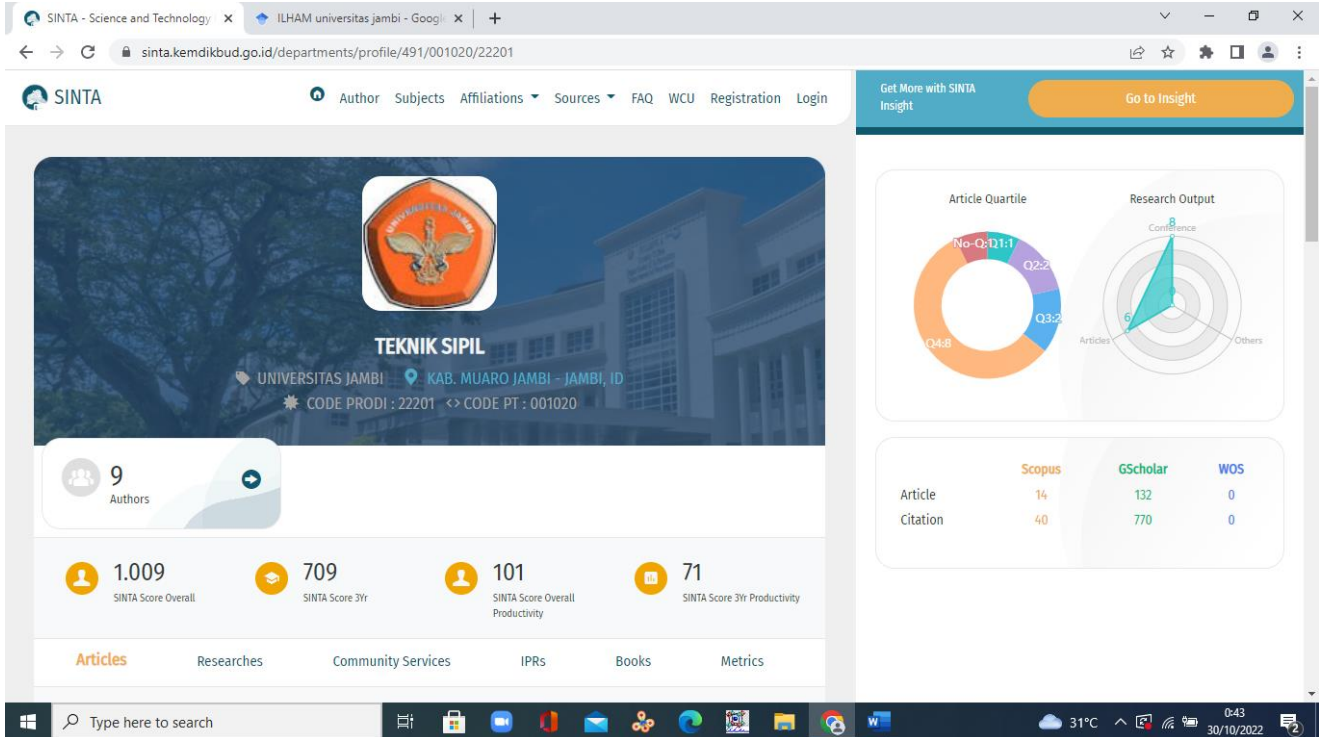 SINTA - Science and Technology
ILHAM universitas jambi - Google
sinta.kemdikbud.go.id/departments/profile/491/001020/22201
SINTA
Author Subjects Affiliations Sources FAQ WCU Registration Login
Get More with SINTA
Insight
Go to Insight
UNIVERSITAS JAMBI
TEKNIK SIPIL
UNIVERSITAS JAMBI KAB. MUARO JAMBI - JAMBI, ID
CODE PRODI : 22201 <> CODE PT : 001020
9
Authors
1.009
SINTA Score Overall
709
SINTA Score 3Yr
101
SINTA Score Overall
Productivity
71
SINTA Score 3Yr Productivity
Articles Researches Community Services IPRs Books Metrics
Article Quartile
No-Q:1
Q1:1
Q2:2
Q3:2
Q4:8
Research Output
8
Conference
6
Articles
0
Others
Scopus GScholar WOS
Article 14 132 0
Citation 40 770 0
Type here to search
31°C
0:43
30/10/2022
2